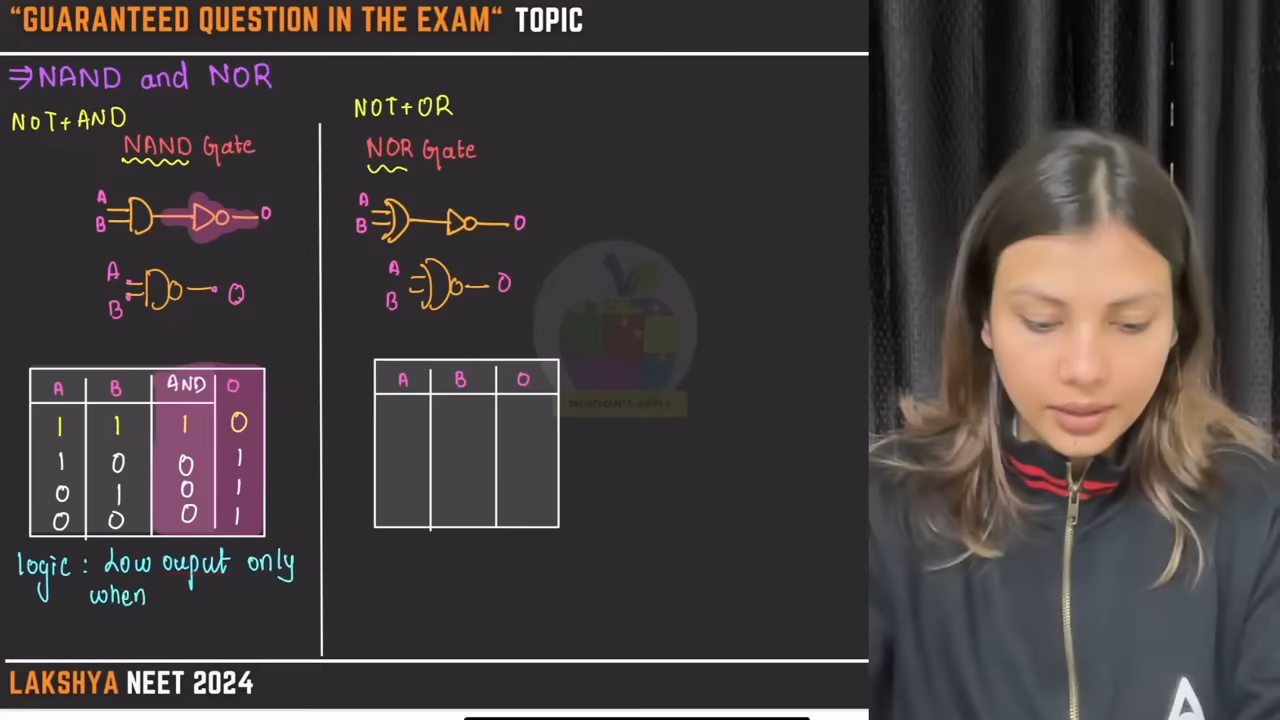 “GUARANTEED QUESTION IN THE EXAM“ TOPIC
⇒NAND and NOR
NOT+AND
NAND Gate
A
B
O
A
B
O
A B AND O
1 1 1 0
1 0 0 1
0 1 0 1
0 0 0 1
logic : Low ouput only
when
NOT+OR
NOR Gate
A
B
O
A
B
O
A B O
NEWTON'S APPLE
LAKSHYA NEET 2024
A